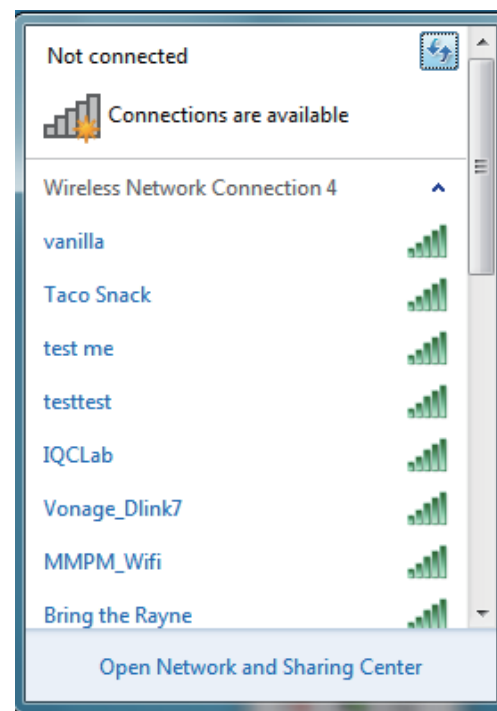 Not connected
Connections are available
Wireless Network Connection 4
vanilla
Taco Snack
test me
testtest
IQCLab
Vonage_Dlink7
MMPM_Wifi
Bring the Rayne
Open Network and Sharing Center